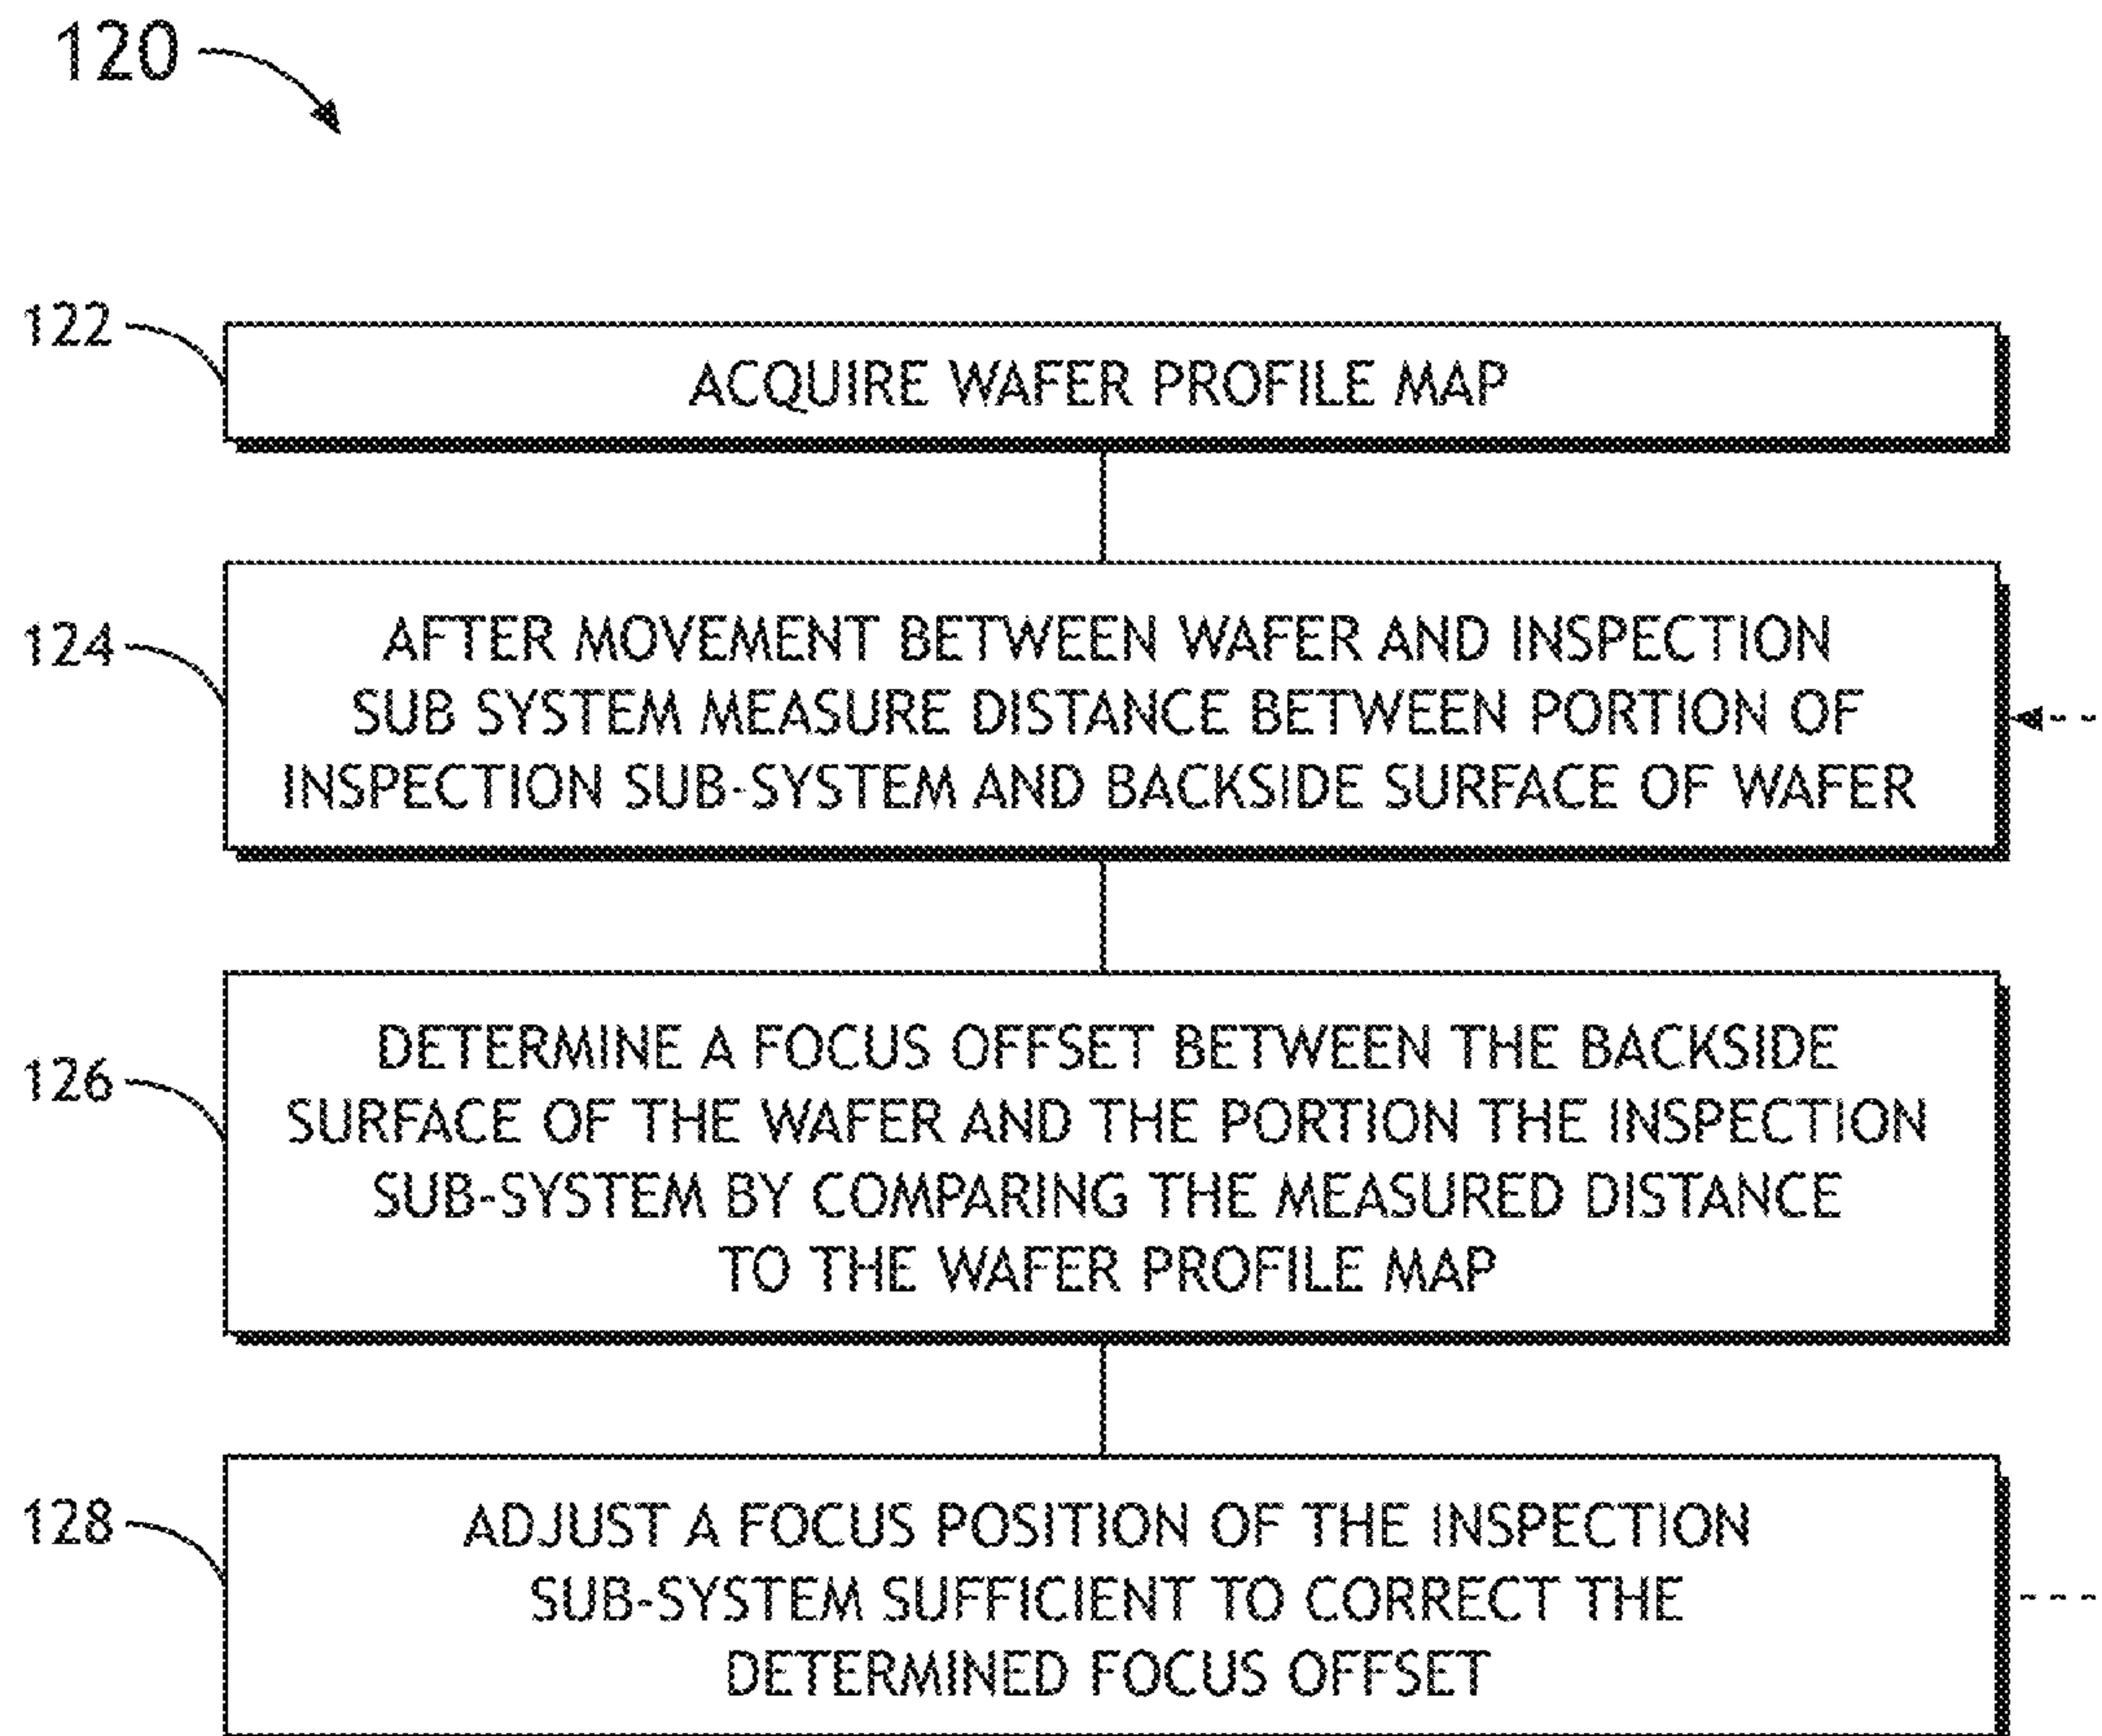 120
122
ACQUIRE WAFER PROFILE MAP
124
AFTER MOVEMENT BETWEEN WAFER AND INSPECTION
SUB SYSTEM MEASURE DISTANCE BETWEEN PORTION OF
INSPECTION SUB-SYSTEM AND BACKSIDE SURFACE OF WAFER
126
DETERMINE A FOCUS OFFSET BETWEEN THE BACKSIDE
SURFACE OF THE WAFER AND THE PORTION THE INSPECTION
SUB-SYSTEM BY COMPARING THE MEASURED DISTANCE
TO THE WAFER PROFILE MAP
128
ADJUST A FOCUS POSITION OF THE INSPECTION
SUB-SYSTEM SUFFICIENT TO CORRECT THE
DETERMINED FOCUS OFFSET